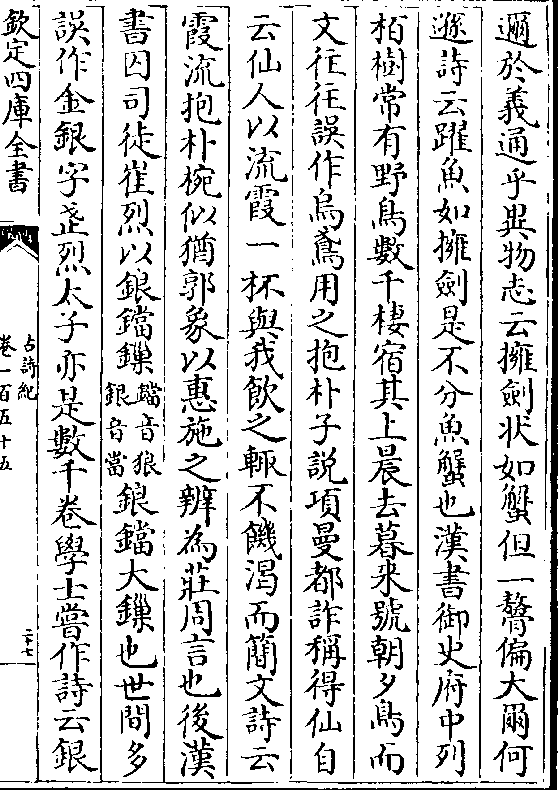 邇於義通乎異物志云擁劍状如蟹但一螯偏大爾何
遜詩云躍魚如擁劍是不分魚蟹也漢書御史府中列
栢樹常有野鳥數千棲宿其上晨去暮来號朝夕鳥而
文往往誤作烏鳶用之抱朴子説項曼都詐稱得仙自
云仙人以流霞一杯與我飲之輙不饑渴而簡文詩云
霞流抱朴椀似猶郭象以惠施之辨為莊周言也後漢
書囚司徒崔烈以鋃鐺鏁
鐺音狼
鋃音當
鋃鐺大鏁也世間多
誤作金銀字㢤烈太子亦是數千卷學士嘗作詩云銀
欽定四庫全書
古詩紀
卷一百五十五
二七